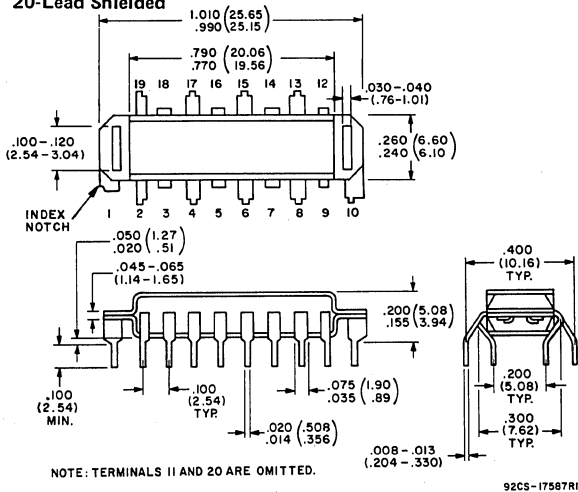 20-Lead Shielded
1.010 (25.65)
.990 (25.15)
.790 (20.06)
.770 (19.56)
19 18 17 16 15 14 13 12
.030-.040
(.76-1.01)
.100-.120
(2.54-3.04)
.260 (6.60)
.240 (6.10)
INDEX
NOTCH
1 2 3 4 5 6 7 8 9 10
.050 (1.27)
.020 (.51)
.045-.065
(1.14-1.65)
.400
(10.16)
TYP.
.200 (5.08)
.155 (3.94)
.100
(2.54)
MIN.
.100
(2.54)
TYP.
.075 (1.90)
.035 (.89)
.200
(5.08)
TYP.
.020 (.508)
.014 (.356)
.300
(7.62)
TYP.
.008-.013
(.204-.330)
NOTE: TERMINALS 11 AND 20 ARE OMITTED.
92CS-17587R1